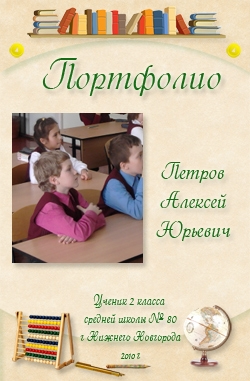 Портфолио
Петров
Алексей
Юрьевич
Ученик 2 класса
средней школы № 80
г Нижнего Новгорода
2010 г